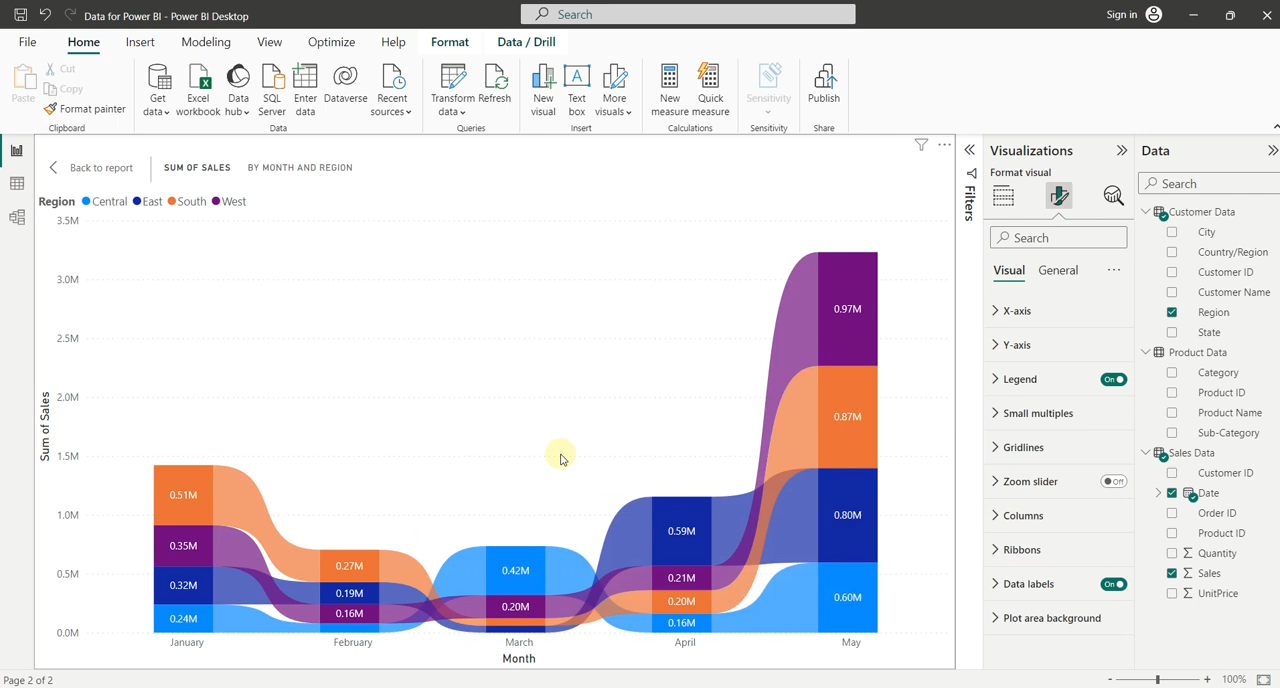 Data for Power BI - Power BI Desktop
Search
Sign in
File
Home
Insert
Modeling
View
Optimize
Help
Format
Data / Drill
Paste
Cut
Copy
Format painter
Clipboard
Get data
Excel workbook
Data hub
SQL Server
Enter data
Dataverse
Recent sources
Data
Transform data
Refresh
Queries
New visual
Text box
More visuals
Insert
New measure
Quick measure
Calculations
Sensitivity
Sensitivity
Publish
Share
Back to report
SUM OF SALES
BY MONTH AND REGION
Region Central East South West
3.5M
3.0M
2.5M
2.0M
1.5M
1.0M
0.5M
0.0M
Sum of Sales
0.51M
0.35M
0.32M
0.24M
0.27M
0.19M
0.16M
0.42M
0.20M
0.59M
0.21M
0.20M
0.16M
0.97M
0.87M
0.80M
0.60M
January
February
March
April
May
Month
Filters
Visualizations
Format visual
Search
Visual
General
X-axis
Y-axis
Legend
On
Small multiples
Gridlines
Zoom slider
Off
Columns
Ribbons
Data labels
On
Plot area background
Data
Search
Customer Data
City
Country/Region
Customer ID
Customer Name
Region
State
Product Data
Category
Product ID
Product Name
Sub-Category
Sales Data
Customer ID
Date
Order ID
Product ID
Quantity
Sales
UnitPrice
Page 2 of 2
100%